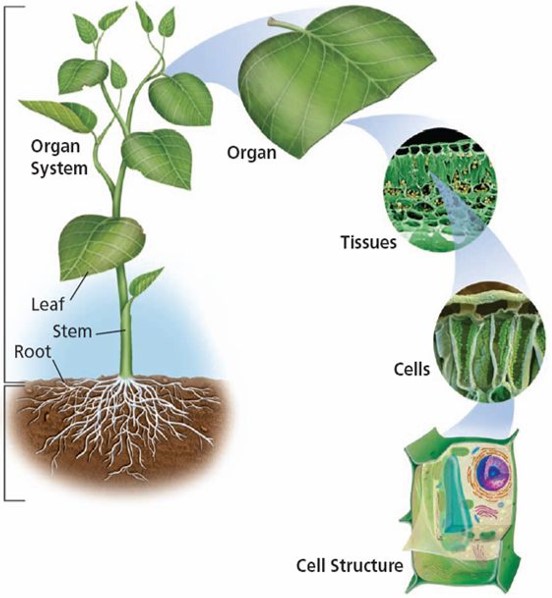 Organ
System
Organ
Tissues
Leaf
Stem
Root
Cells
Cell Structure